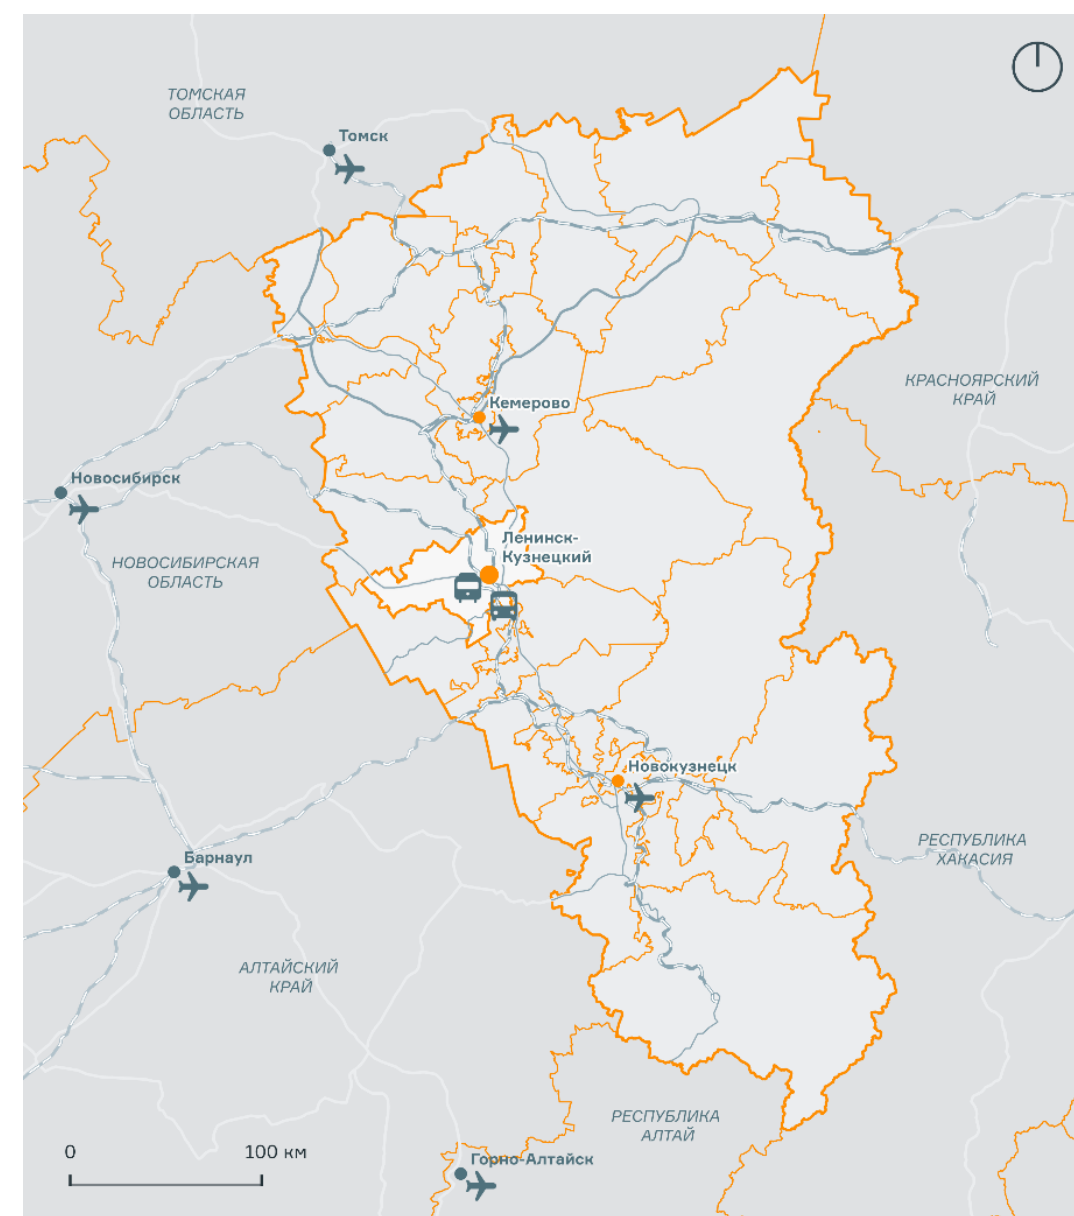 ТОМСКАЯ
ОБЛАСТЬ
Томск
КРАСНОЯРСКИЙ
КРАЙ
Кемерово
Новосибирск
Ленинск-
Кузнецкий
НОВОСИБИРСКАЯ
ОБЛАСТЬ
Новокузнецк
РЕСПУБЛИКА
ХАКАСИЯ
Барнаул
АЛТАЙСКИЙ
КРАЙ
РЕСПУБЛИКА
АЛТАЙ
0 100 км
Горно-Алтайск